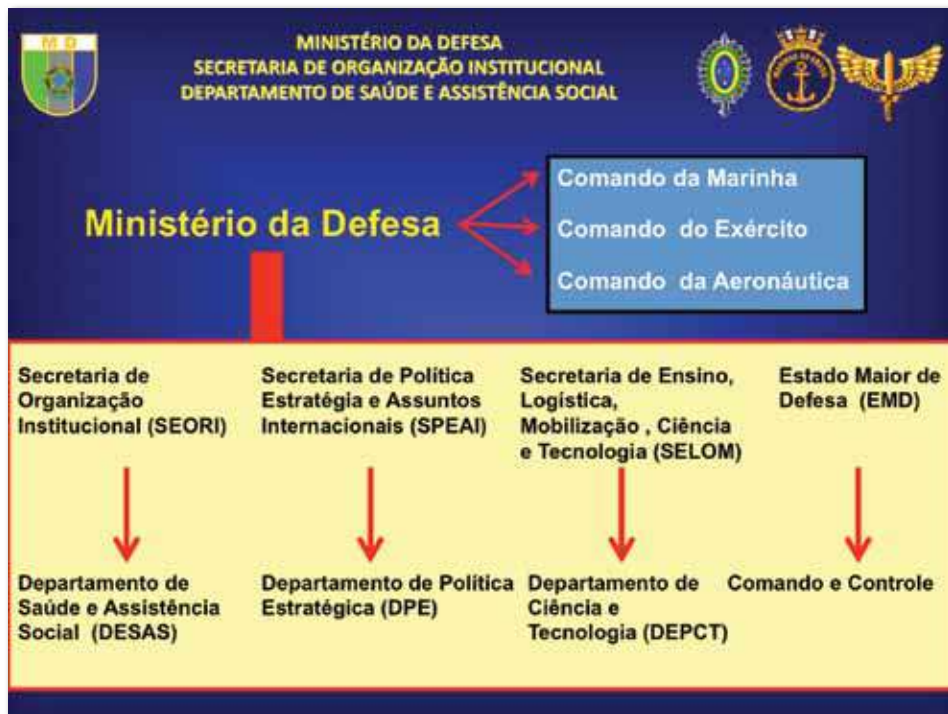 M D
MINISTÉRIO DA DEFESA
SECRETARIA DE ORGANIZAÇÃO INSTITUCIONAL
DEPARTAMENTO DE SAÚDE E ASSISTÊNCIA SOCIAL
Ministério da Defesa
Comando da Marinha
Comando do Exército
Comando da Aeronáutica
Secretaria de
Organização
Institucional (SEORI)
Secretaria de Política
Estratégia e Assuntos
Internacionais (SPEAI)
Secretaria de Ensino,
Logística,
Mobilização , Ciência
e Tecnologia (SELOM)
Estado Maior de
Defesa (EMD)
Departamento de
Saúde e Assistência
Social (DESAS)
Departamento de Política
Estratégica (DPE)
Departamento de
Ciência e
Tecnologia (DEPCT)
Comando e Controle